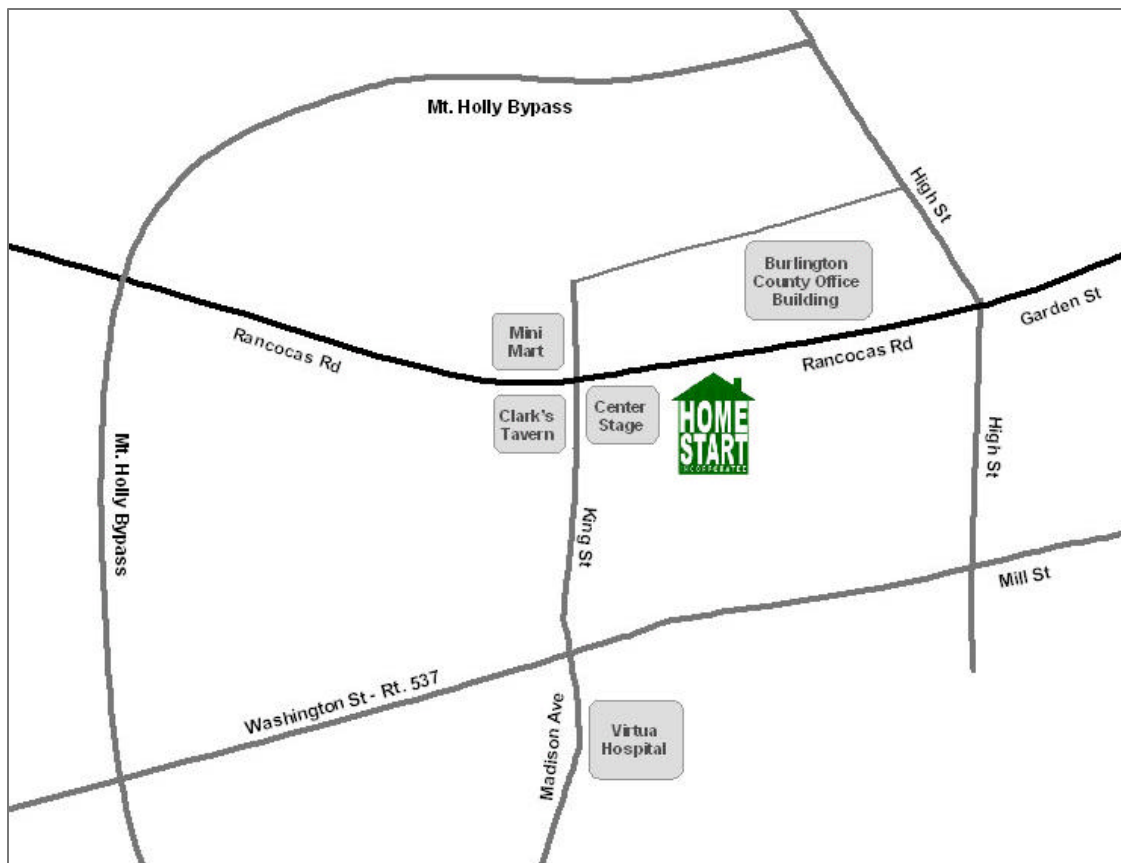 Mt. Holly Bypass
High St
Burlington
County Office
Building
Garden St
Rancocas Rd
Mini
Mart
Rancocas Rd
Clark's
Tavern
Center
Stage
HOME
START
INCORPORATED
High St
Mt. Holly Bypass
King St
Mill St
Washington St - Rt. 537
Madison Ave
Virtua
Hospital